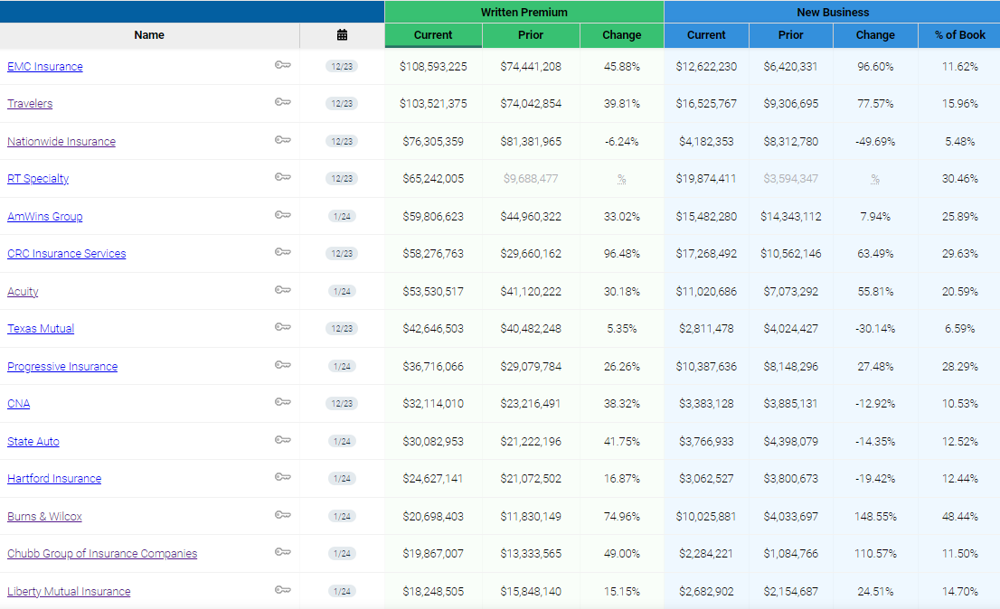 Written Premium New Business
Name Current Prior Change Current Prior Change % of Book
EMC Insurance 12/23 $108,593,225 $74,441,208 45.88% $12,622,230 $6,420,331 96.60% 11.62%
Travelers 12/23 $103,521,375 $74,042,854 39.81% $16,525,767 $9,306,695 77.57% 15.96%
Nationwide Insurance 12/23 $76,305,359 $81,381,965 -6.24% $4,182,353 $8,312,780 -49.69% 5.48%
RT Specialty 12/23 $65,242,005 $9,688,477 % $19,874,411 $3,594,347 % 30.46%
AmWins Group 1/24 $59,806,623 $44,960,322 33.02% $15,482,280 $14,343,112 7.94% 25.89%
CRC Insurance Services 12/23 $58,276,763 $29,660,162 96.48% $17,268,492 $10,562,146 63.49% 29.63%
Acuity 1/24 $53,530,517 $41,120,222 30.18% $11,020,686 $7,073,292 55.81% 20.59%
Texas Mutual 12/23 $42,646,503 $40,482,248 5.35% $2,811,478 $4,024,427 -30.14% 6.59%
Progressive Insurance 1/24 $36,716,066 $29,079,784 26.26% $10,387,636 $8,148,296 27.48% 28.29%
CNA 12/23 $32,114,010 $23,216,491 38.32% $3,383,128 $3,885,131 -12.92% 10.53%
State Auto 1/24 $30,082,953 $21,222,196 41.75% $3,766,933 $4,398,079 -14.35% 12.52%
Hartford Insurance 1/24 $24,627,141 $21,072,502 16.87% $3,062,527 $3,800,673 -19.42% 12.44%
Burns & Wilcox 1/24 $20,698,403 $11,830,149 74.96% $10,025,881 $4,033,697 148.55% 48.44%
Chubb Group of Insurance Companies 1/24 $19,867,007 $13,333,565 49.00% $2,284,221 $1,084,766 110.57% 11.50%
Liberty Mutual Insurance 1/24 $18,248,505 $15,848,140 15.15% $2,682,902 $2,154,687 24.51% 14.70%